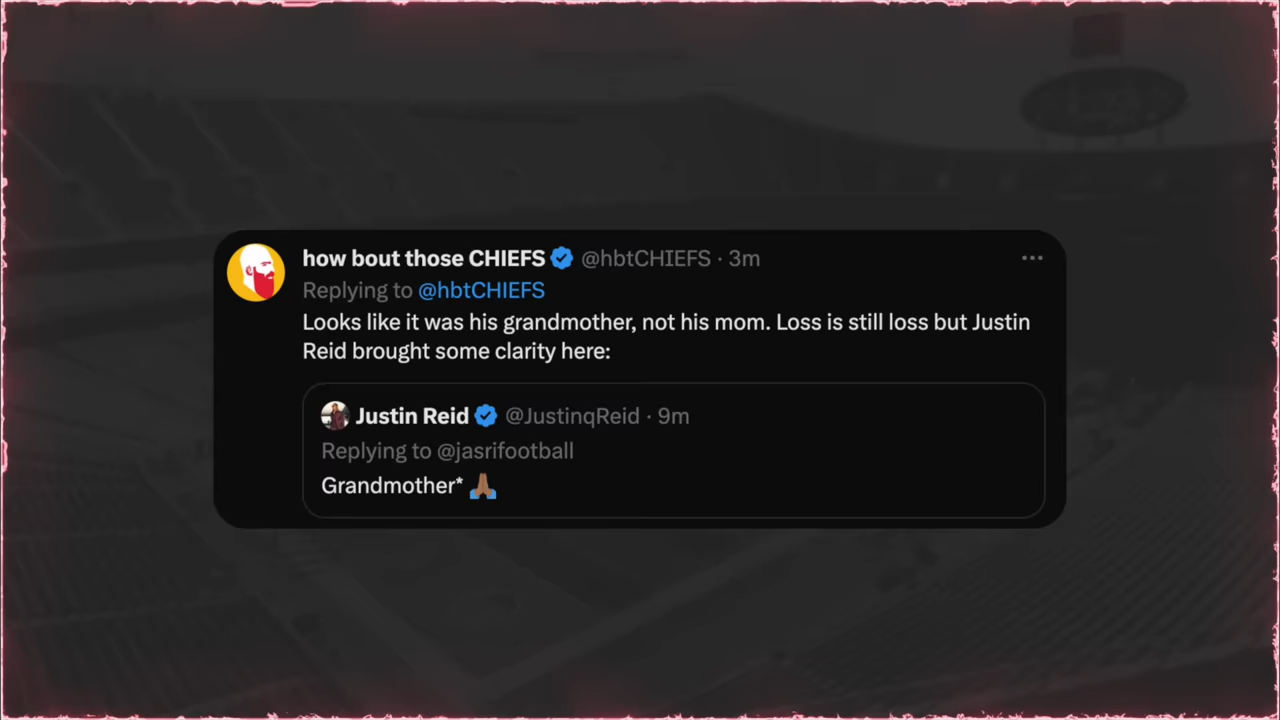 how bout those CHIEFS @hbtCHIEFS · 3m
Replying to @hbtCHIEFS
Looks like it was his grandmother, not his mom. Loss is still loss but Justin
Reid brought some clarity here:
Justin Reid @JustinqReid · 9m
Replying to @jasrifootball
Grandmother* 🙏🏾